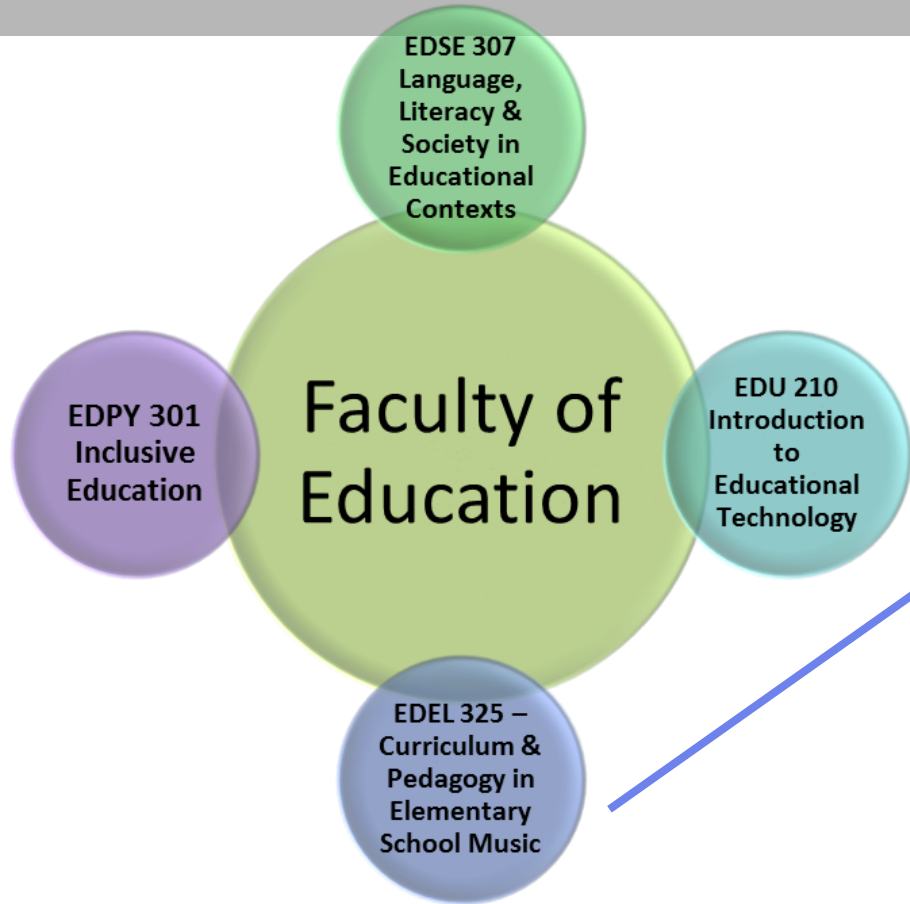 EDSE 307
Language,
Literacy &
Society in
Educational
Contexts
EDPY 301
Inclusive
Education
Faculty of
Education
EDU 210
Introduction
to
Educational
Technology
EDEL 325 –
Curriculum &
Pedagogy in
Elementary
School Music